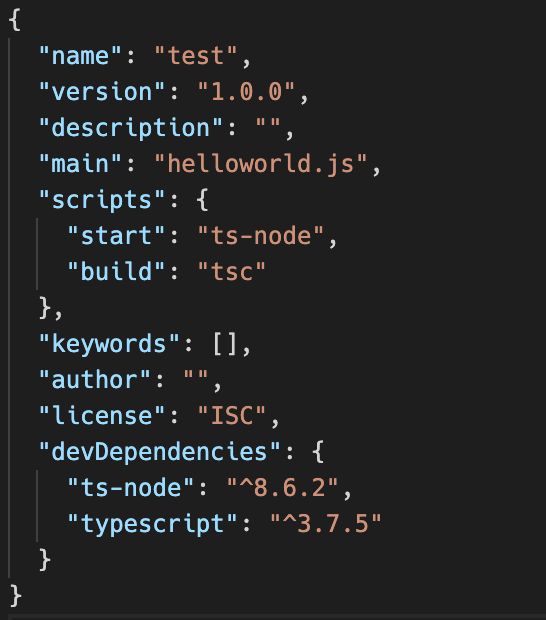 {
  "name": "test",
  "version": "1.0.0",
  "description": "",
  "main": "helloworld.js",
  "scripts": {
    "start": "ts-node",
    "build": "tsc"
  },
  "keywords": [],
  "author": "",
  "license": "ISC",
  "devDependencies": {
    "ts-node": "^8.6.2",
    "typescript": "^3.7.5"
  }
}